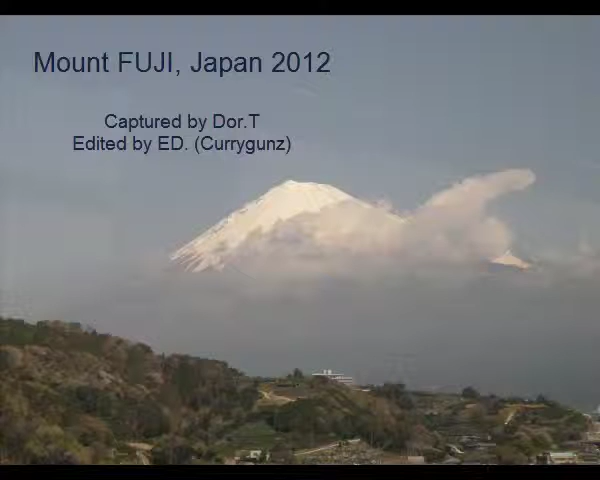 Mount FUJI, Japan 2012
Captured by Dor.T
Edited by ED. (Currygunz)